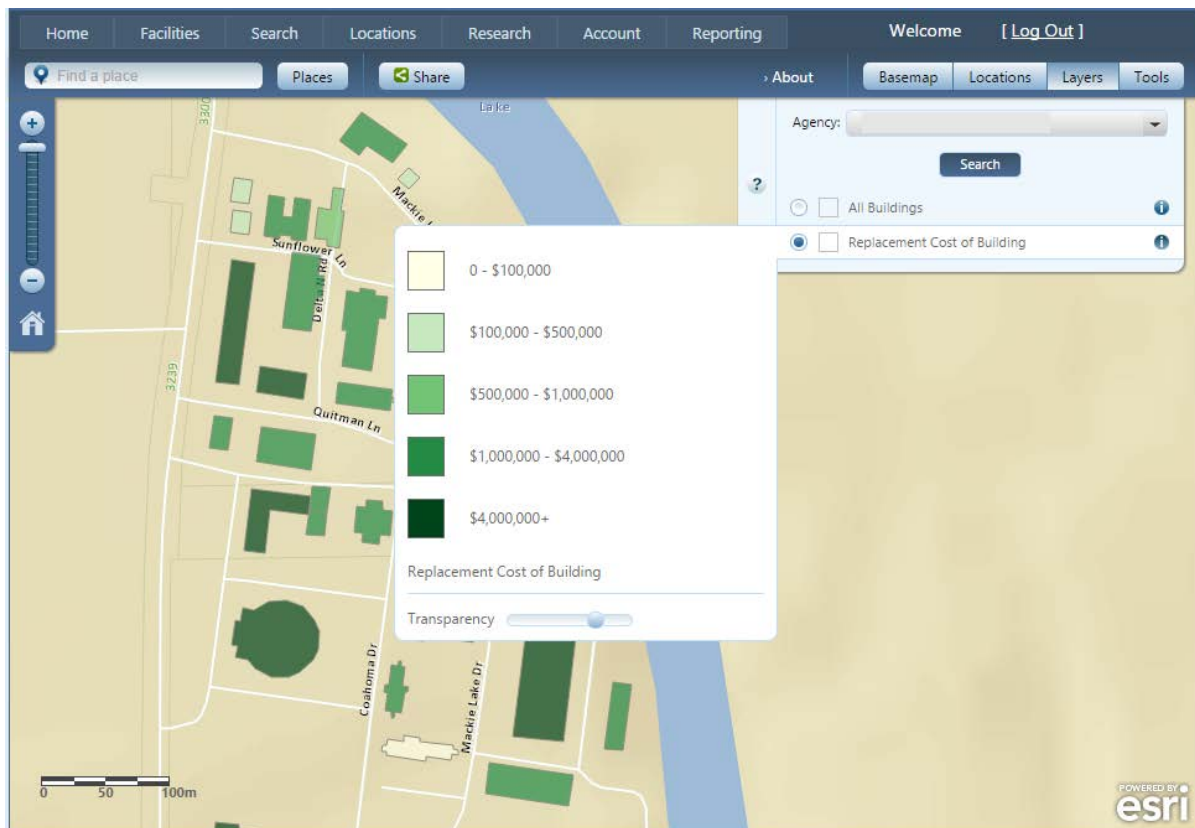 Home Facilities Search Locations Research Account Reporting Welcome [ Log Out ]
Find a place Places Share › About Basemap Locations Layers Tools
Lake
3300
Agency:
Search
?
All Buildings
Replacement Cost of Building
Mackie L
Sunflower Ln
Delta N Rd
3239
Quitman Ln
0 - $100,000
$100,000 - $500,000
$500,000 - $1,000,000
$1,000,000 - $4,000,000
$4,000,000+
Replacement Cost of Building
Transparency
Coahoma Dr
Mackie Lake Dr
0 50 100m
POWERED BY
esri